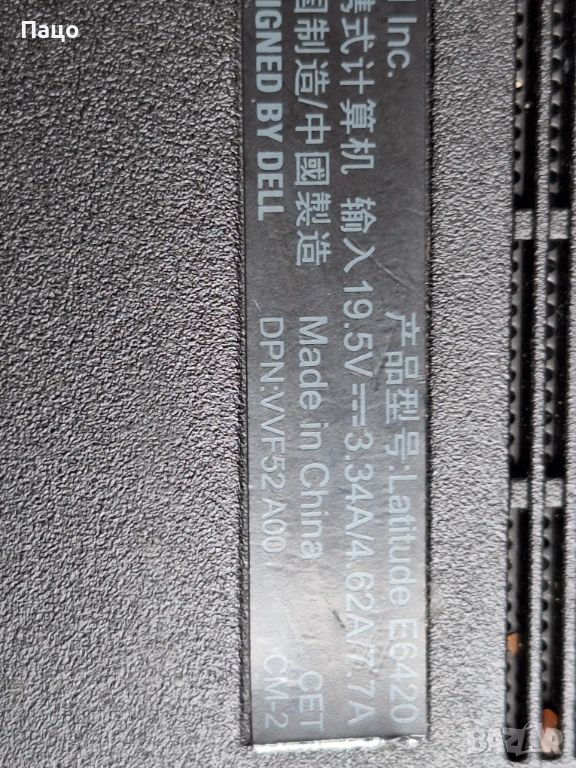 Пацо
l Inc.
产品型号:Latitude E6420
携式计算机 输入19.5V⎓3.34A/4.62A/7.7A
国制造/中國製造 Made in China CET
SIGNED BY DELL DPN:VVF52 A00 CM-2
BAZAR